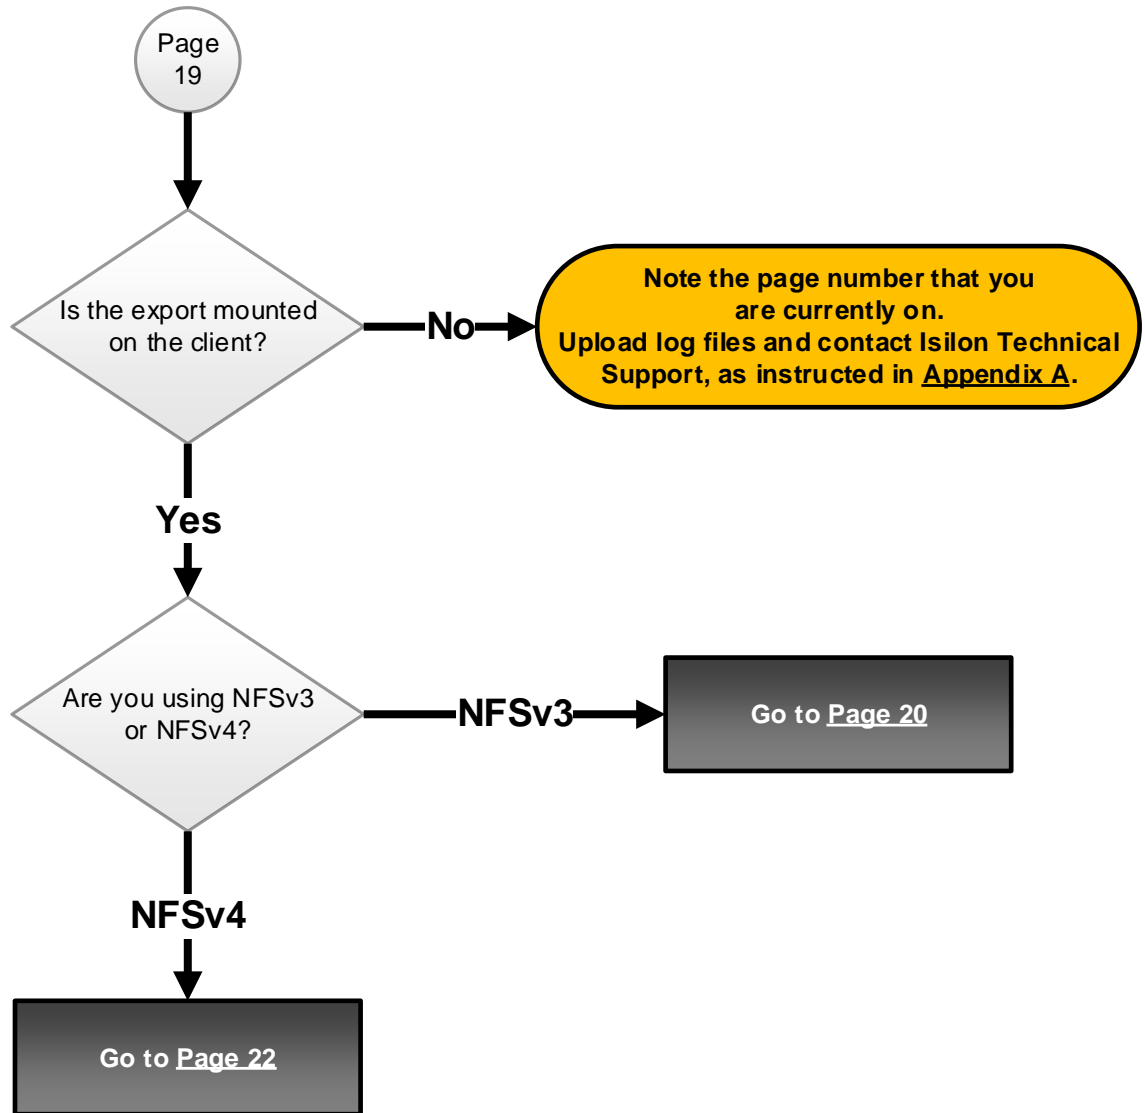 Page
19
Is the export mounted
on the client?
No
Note the page number that you
are currently on.
Upload log files and contact Isilon Technical
Support, as instructed in Appendix A.
Yes
Are you using NFSv3
or NFSv4?
NFSv3
Go to Page 20
NFSv4
Go to Page 22